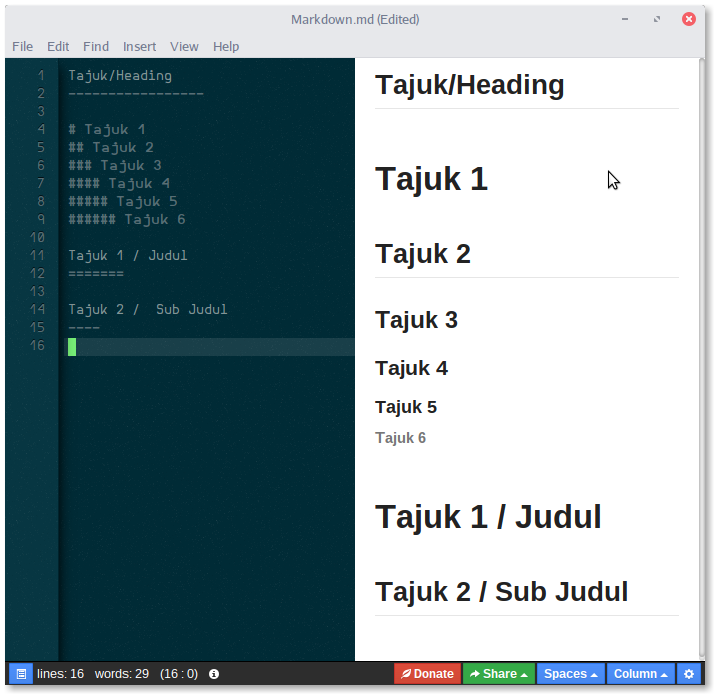 Markdown.md (Edited)
File Edit Find Insert View Help
1 Tajuk/Heading
2 -----------------
3
4 # Tajuk 1
5 ## Tajuk 2
6 ### Tajuk 3
7 #### Tajuk 4
8 ##### Tajuk 5
9 ###### Tajuk 6
10
11 Tajuk 1 / Judul
12 =======
13
14 Tajuk 2 /  Sub Judul
15 ----
16
Tajuk/Heading
Tajuk 1
Tajuk 2
Tajuk 3
Tajuk 4
Tajuk 5
Tajuk 6
Tajuk 1 / Judul
Tajuk 2 / Sub Judul
lines: 16 words: 29 (16 : 0) Donate Share Spaces Column